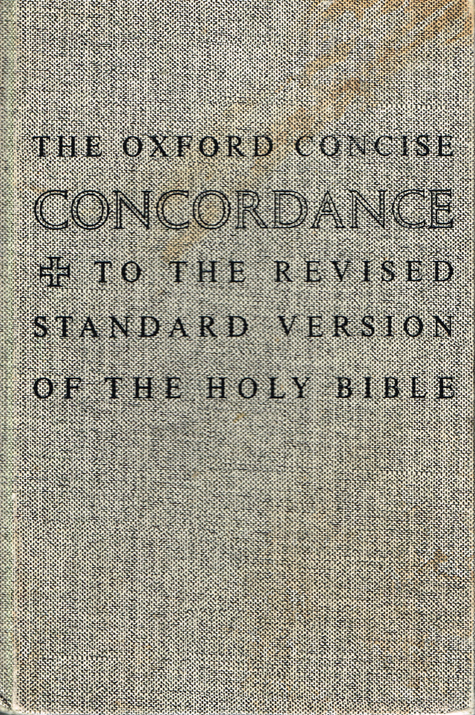 THE OXFORD CONCISE
CONCORDANCE
✠ TO THE REVISED
STANDARD VERSION
OF THE HOLY BIBLE